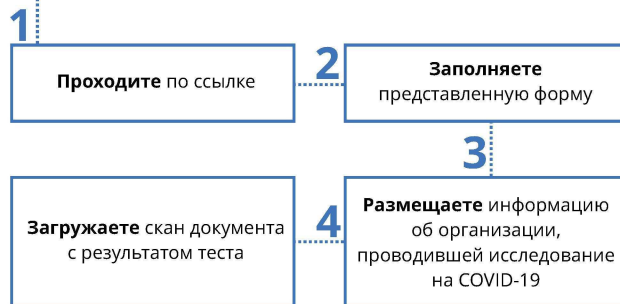 1
Проходите по ссылке
2
Заполняете
представленную форму
3
Размещаете информацию
об организации,
проводившей исследование
на COVID-19
4
Загружаете скан документа
с результатом теста